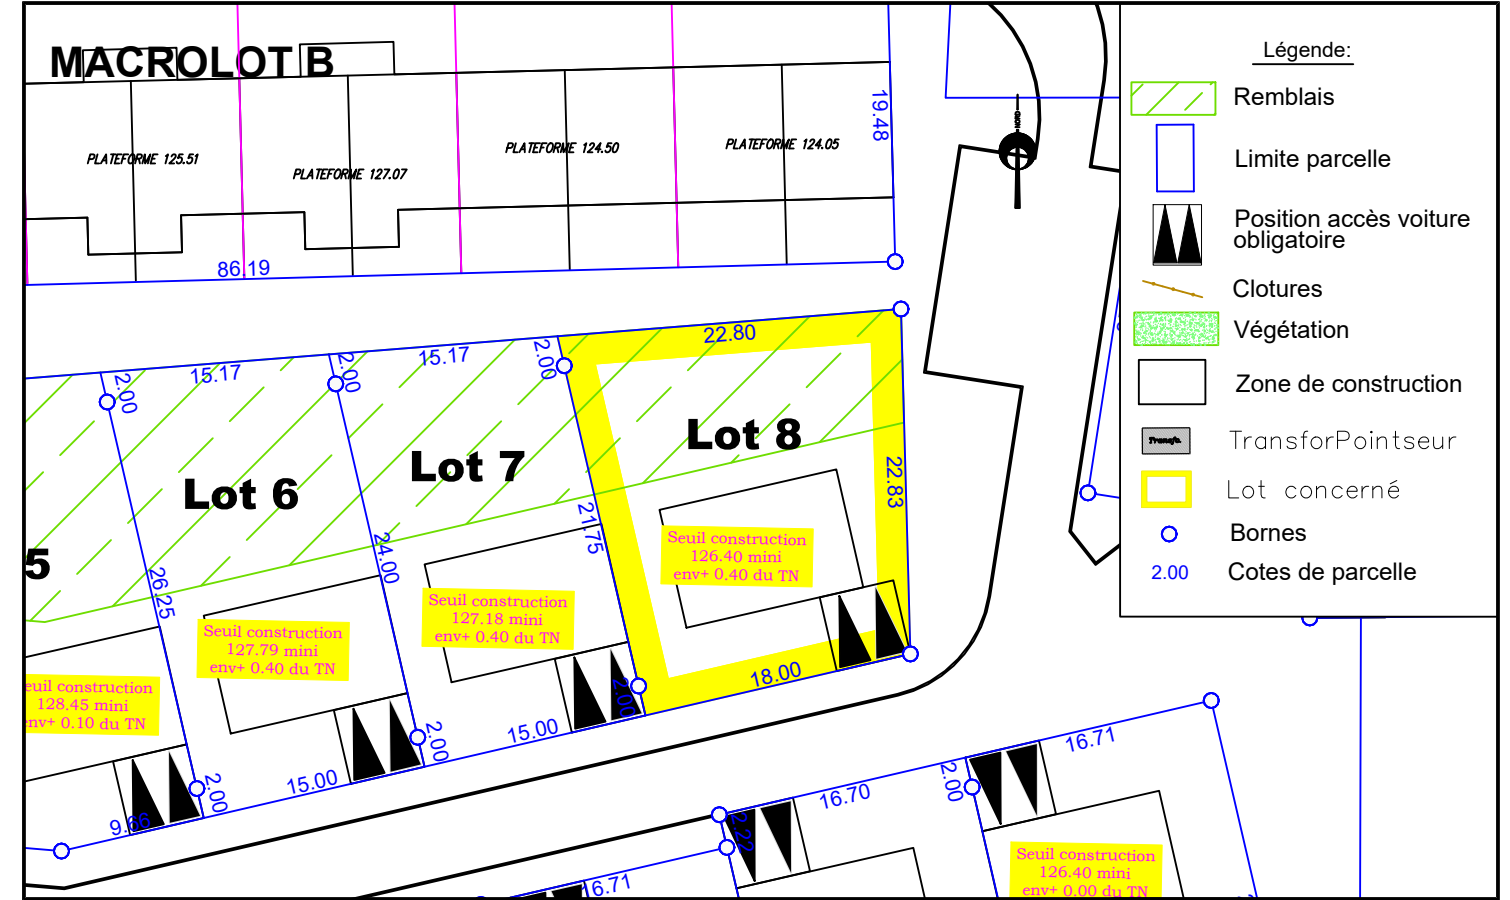 MACROLOT B
19.48
PLATEFORME 125.51
PLATEFORME 127.07
PLATEFORME 124.50
PLATEFORME 124.05
NORD
86.19
22.80
15.17
15.17
2.00
2.00
2.00
Lot 8
Lot 7
Lot 6
5
22.83
21.75
24.00
26.25
Seuil construction
126.40 mini
env+ 0.40 du TN
Seuil construction
127.18 mini
env+ 0.40 du TN
Seuil construction
127.79 mini
env+ 0.40 du TN
euil construction
128.45 mini
env+ 0.10 du TN
18.00
15.00
15.00
9.66
2.00
2.00
2.00
16.71
16.70
2.00
2.22
16.71
Seuil construction
126.40 mini
env+ 0.00 du TN
Légende:
Remblais
Limite parcelle
Position accès voiture
obligatoire
Clotures
Végétation
Zone de construction
Transfo.
TransforPointseur
Lot concerné
Bornes
2.00
Cotes de parcelle